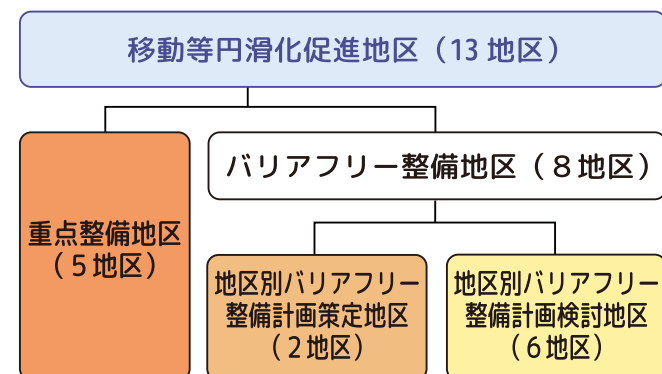 移動等円滑化促進地区（13 地区）
バリアフリー整備地区（８地区）
重点整備地区
（５地区）
地区別バリアフリー
整備計画策定地区
（２地区）
地区別バリアフリー
整備計画検討地区
（６地区）